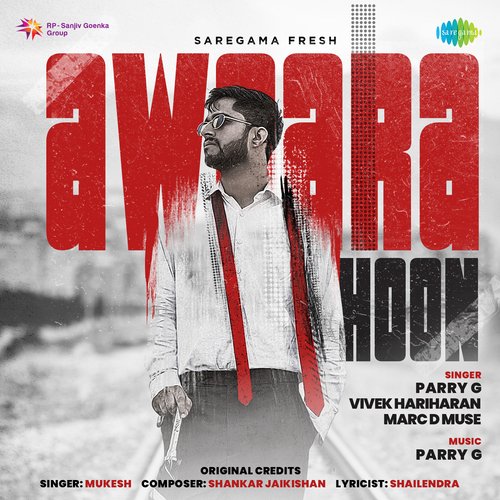 RP-Sanjiv Goenka
Group
saregama
SAREGAMA FRESH
awaara
HOON
SINGER
PARRY G
VIVEK HARIHARAN
MARC D MUSE
MUSIC
PARRY G
ORIGINAL CREDITS
SINGER: MUKESH COMPOSER: SHANKAR JAIKISHAN LYRICIST: SHAILENDRA